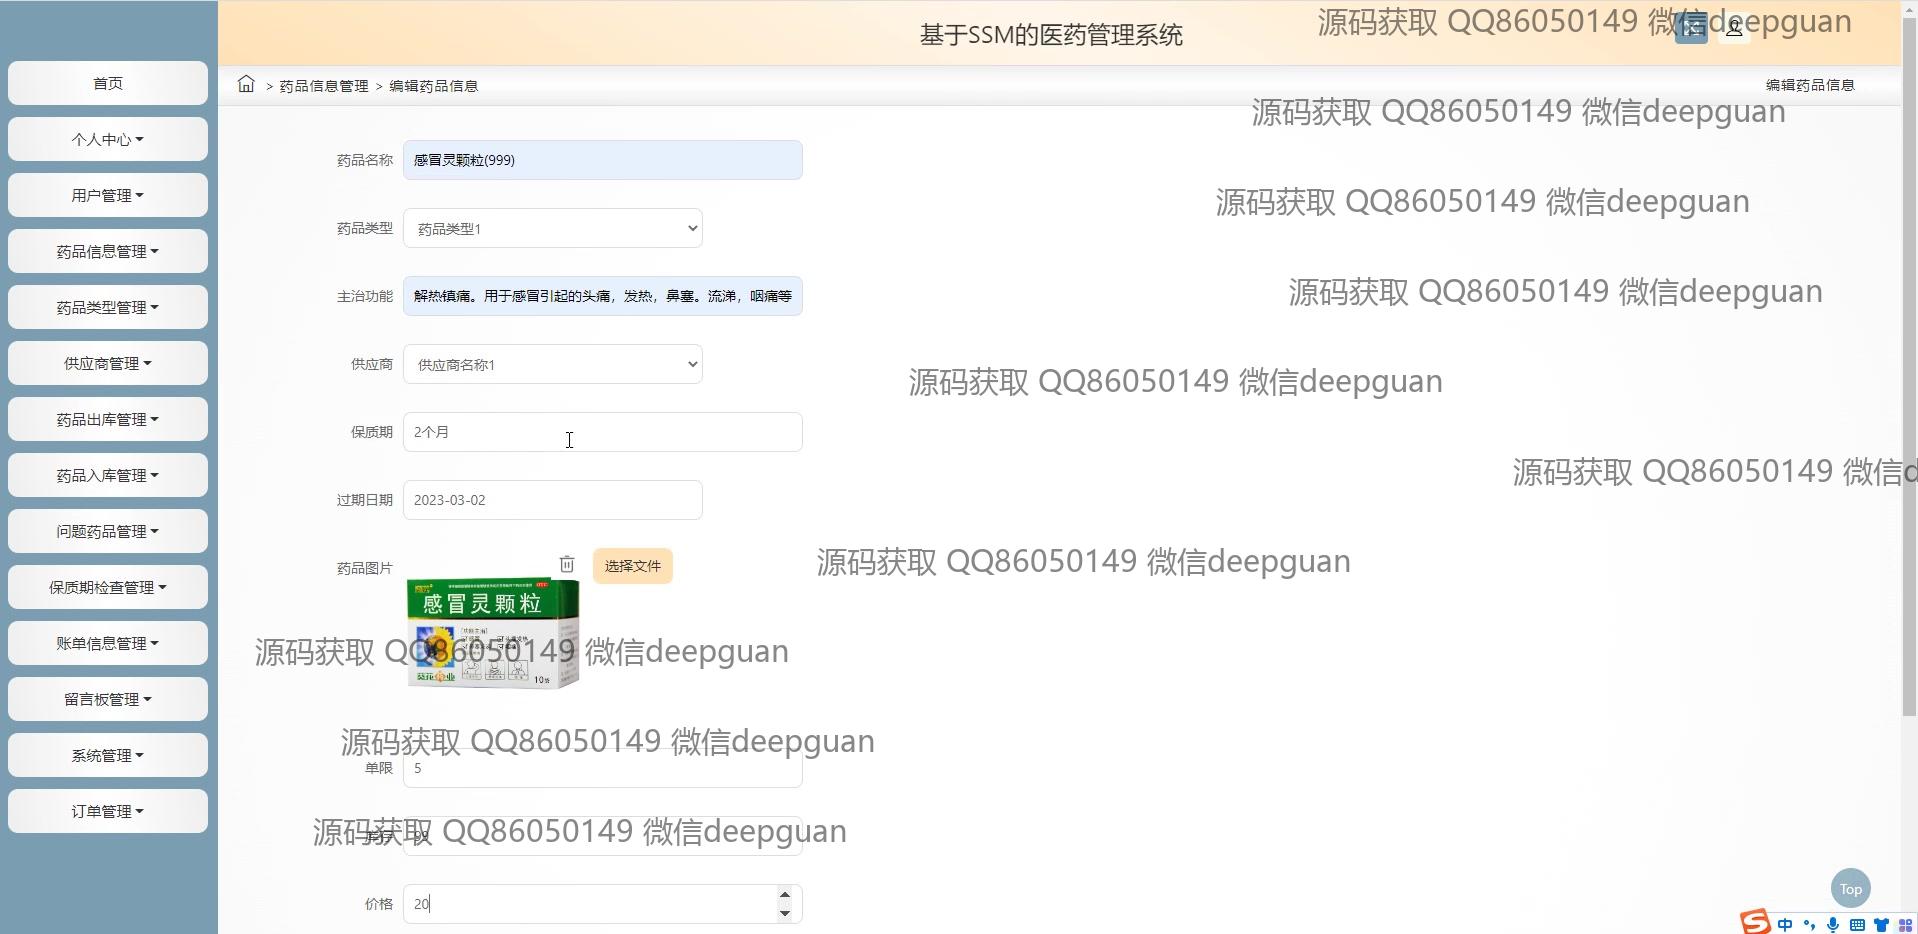 基于SSM的医药管理系统
源码获取 QQ86050149 微信deepguan
首页
个人中心
用户管理
药品信息管理
药品类型管理
供应商管理
药品出库管理
药品入库管理
问题药品管理
保质期检查管理
账单信息管理
留言板管理
系统管理
订单管理
> 药品信息管理 > 编辑药品信息
编辑药品信息
源码获取 QQ86050149 微信deepguan
药品名称 感冒灵颗粒(999)
源码获取 QQ86050149 微信deepguan
药品类型 药品类型1
源码获取 QQ86050149 微信deepguan
主治功能 解热镇痛。用于感冒引起的头痛，发热，鼻塞。流涕，咽痛等
供应商 供应商名称1
源码获取 QQ86050149 微信deepguan
保质期 2个月
源码获取 QQ86050149 微信d
过期日期 2023-03-02
药品图片
选择文件
源码获取 QQ86050149 微信deepguan
感冒灵颗粒
10袋
源码获取 QQ86050149 微信deepguan
源码获取 QQ86050149 微信deepguan
单限 5
源码获取 QQ86050149 微信deepguan
价格 20
Top
中